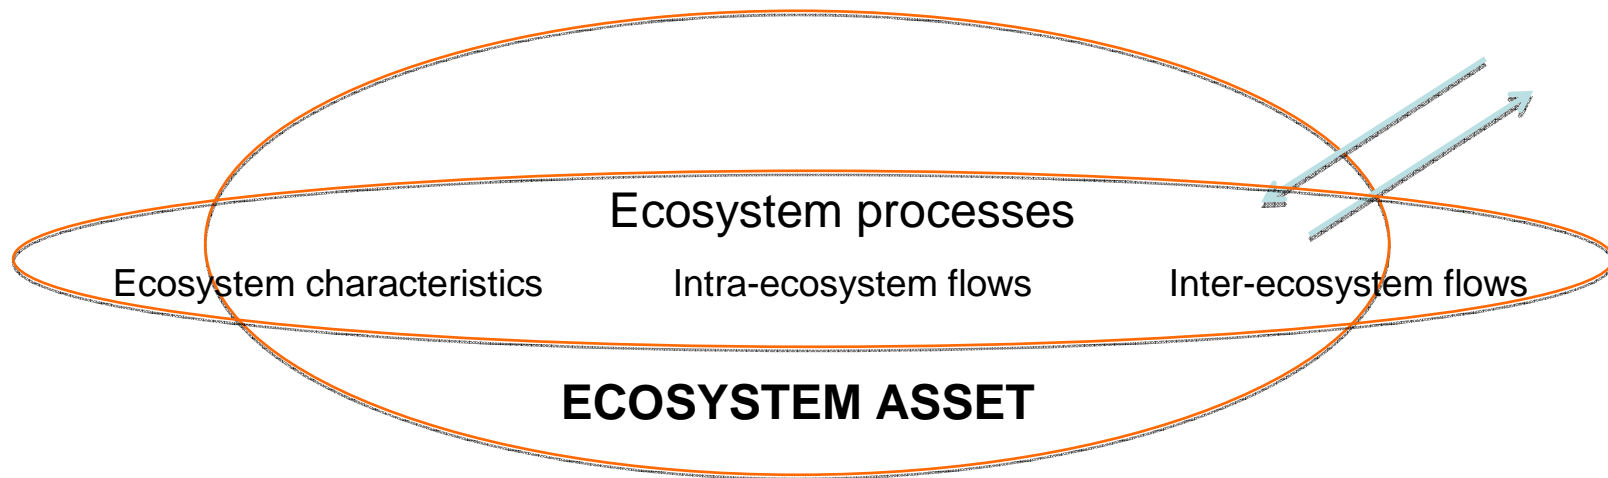 Ecosystem processes
Ecosystem characteristics Intra-ecosystem flows Inter-ecosystem flows
ECOSYSTEM ASSET